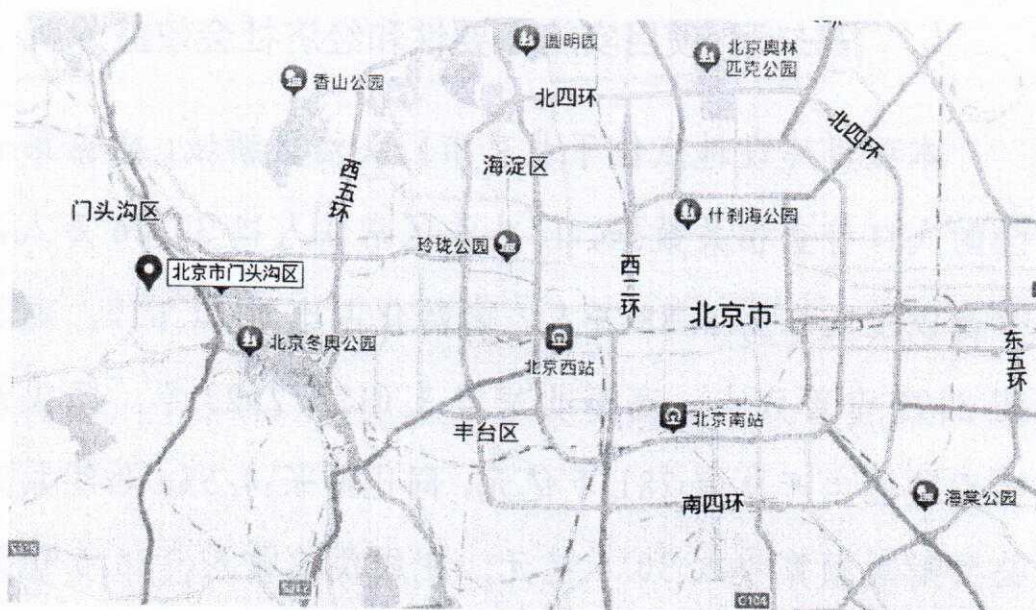 圆明园
北京奥林
匹克公园
香山公园
北四环
北四环
海淀区
西五环
门头沟区
什刹海公园
玲珑公园
北京市门头沟区
西二环
北京市
北京冬奥公园
北京西站
东五环
北京南站
丰台区
海棠公园
南四环
G104